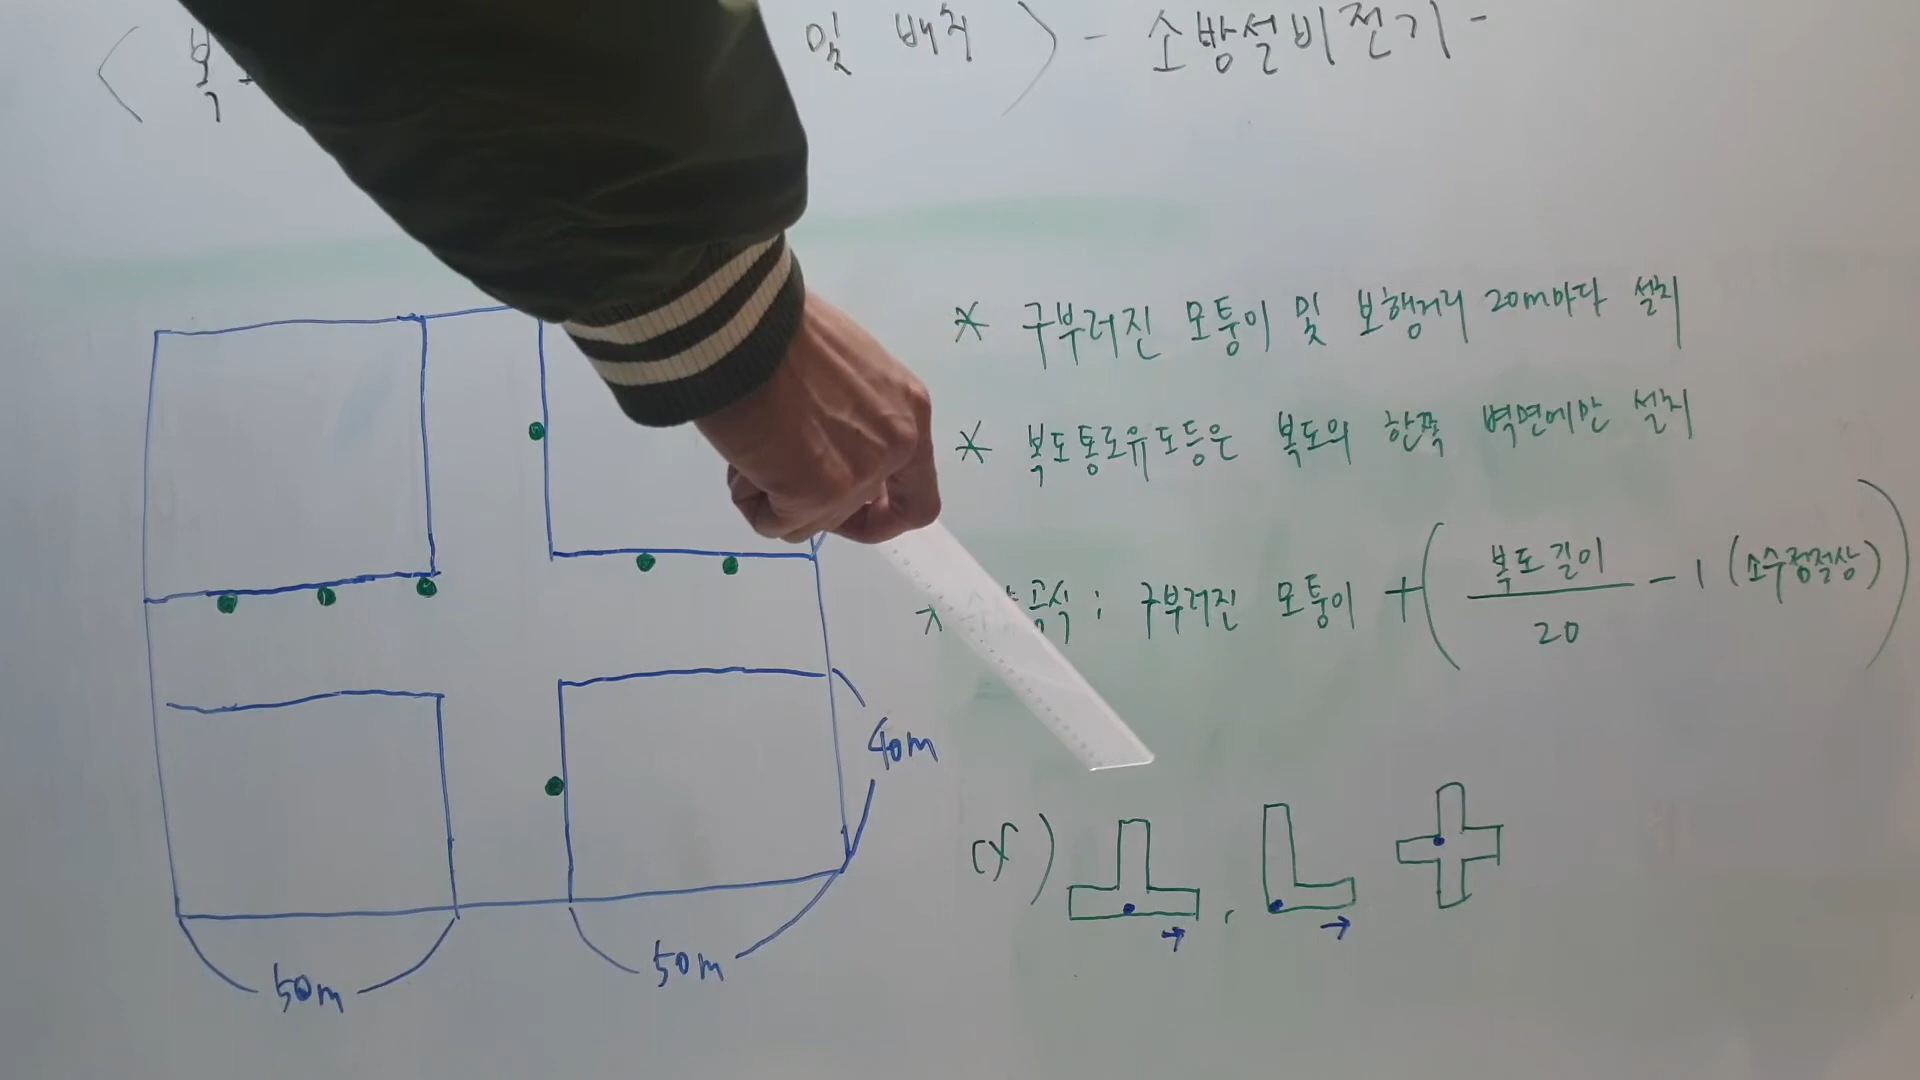 및 배치 > - 소방설비전기 -
* 구부러진 모퉁이 및 보행거리 20m마다 설치
* 복도통로유도등은 복도의 한쪽 벽면에만 설치
공식 : 구부러진 모퉁이 + ( 복도길이 / 20 - 1 (소수점절상) )
40m
50m
50m
cf)